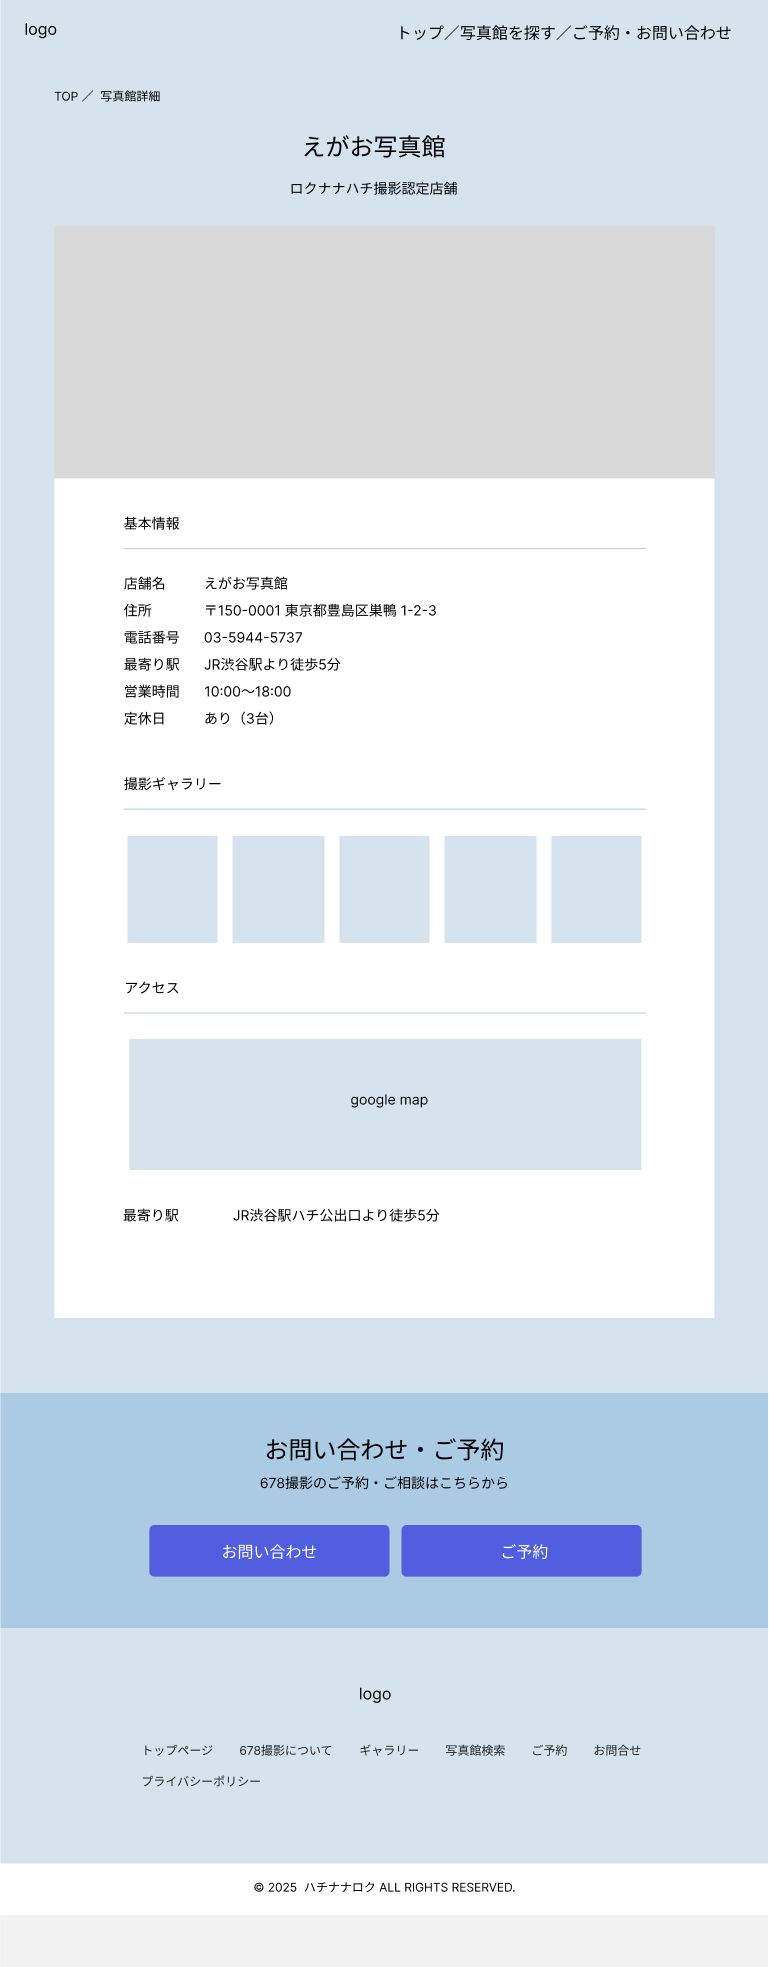 logo
トップ／写真館を探す／ご予約・お問い合わせ
TOP ／ 写真館詳細
えがお写真館
ロクナナハチ撮影認定店舗
基本情報
店舗名 えがお写真館
住所 〒150-0001 東京都豊島区巣鴨 1-2-3
電話番号 03-5944-5737
最寄り駅 JR渋谷駅より徒歩5分
営業時間 10:00〜18:00
定休日 あり（3台）
撮影ギャラリー
アクセス
google map
最寄り駅 JR渋谷駅ハチ公出口より徒歩5分
お問い合わせ・ご予約
678撮影のご予約・ご相談はこちらから
お問い合わせ ご予約
logo
トップページ 678撮影について ギャラリー 写真館検索 ご予約 お問合せ
プライバシーポリシー
© 2025 ハチナナロク ALL RIGHTS RESERVED.